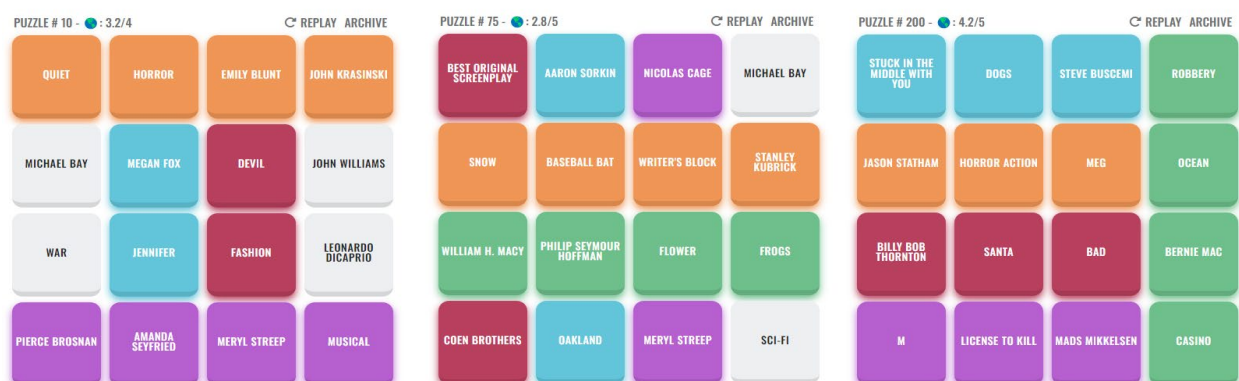 PUZZLE # 10 - 🌎: 3.2/4 REPLAY ARCHIVE
QUIET HORROR EMILY BLUNT JOHN KRASINSKI
MICHAEL BAY MEGAN FOX DEVIL JOHN WILLIAMS
WAR JENNIFER FASHION LEONARDO
DICAPRIO
PIERCE BROSNAN AMANDA
SEYFRIED MERYL STREEP MUSICAL
PUZZLE # 75 - 🌎: 2.8/5 REPLAY ARCHIVE
BEST ORIGINAL
SCREENPLAY AARON SORKIN NICOLAS CAGE MICHAEL BAY
SNOW BASEBALL BAT WRITER'S BLOCK STANLEY
KUBRICK
WILLIAM H. MACY PHILIP SEYMOUR
HOFFMAN FLOWER FROGS
COEN BROTHERS OAKLAND MERYL STREEP SCI-FI
PUZZLE # 200 - 🌎: 4.2/5 REPLAY ARCHIVE
STUCK IN THE
MIDDLE WITH
YOU DOGS STEVE BUSCEMI ROBBERY
JASON STATHAM HORROR ACTION MEG OCEAN
BILLY BOB
THORNTON SANTA BAD BERNIE MAC
M LICENSE TO KILL MADS MIKKELSEN CASINO